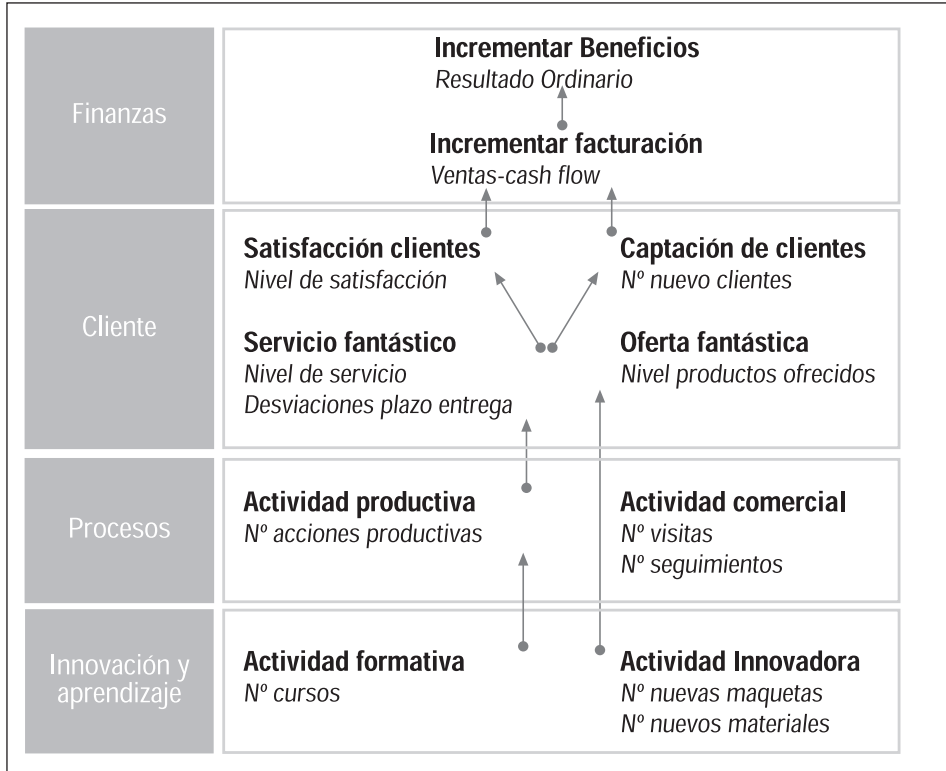 Finanzas
Incrementar Beneficios
Resultado Ordinario
Incrementar facturación
Ventas-cash flow
Cliente
Satisfacción clientes
Nivel de satisfacción
Captación de clientes
Nº nuevo clientes
Servicio fantástico
Nivel de servicio
Desviaciones plazo entrega
Oferta fantástica
Nivel productos ofrecidos
Procesos
Actividad productiva
Nº acciones productivas
Actividad comercial
Nº visitas
Nº seguimientos
Innovación y
aprendizaje
Actividad formativa
Nº cursos
Actividad Innovadora
Nº nuevas maquetas
Nº nuevos materiales